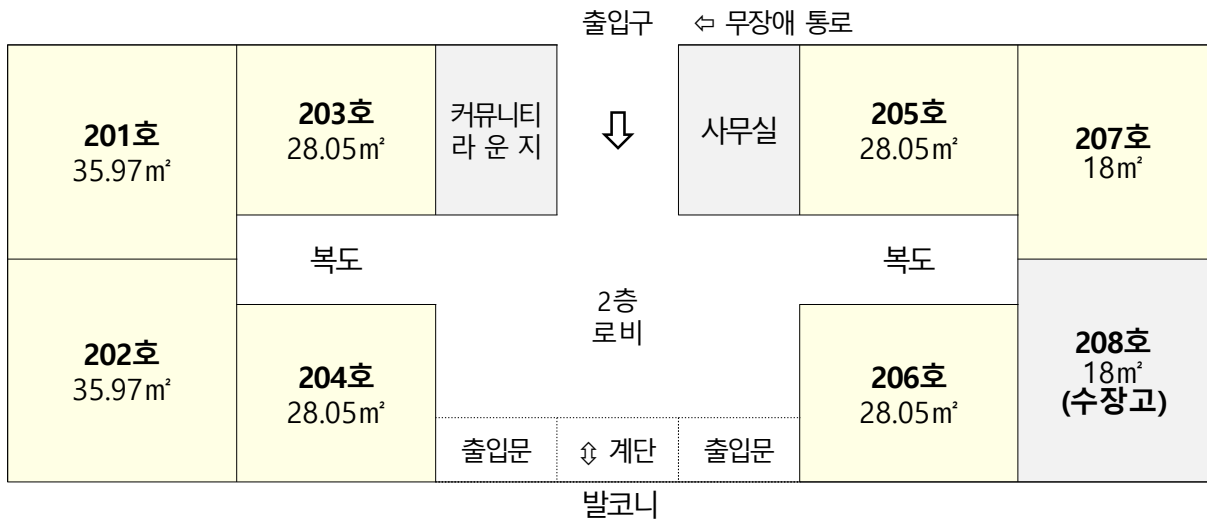 출입구 ⇦ 무장애 통로
201호
35.97㎡
203호
28.05㎡
커뮤니티
라 운 지
⇩
사무실
205호
28.05㎡
207호
18㎡
복도
2층
로비
복도
202호
35.97㎡
204호
28.05㎡
206호
28.05㎡
208호
18㎡
(수장고)
출입문
⇳ 계단
출입문
발코니